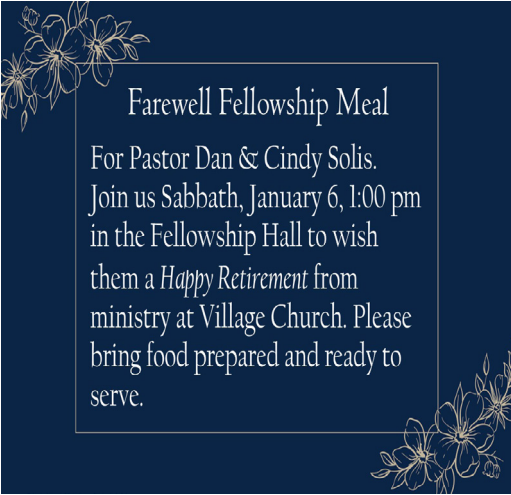 Farewell Fellowship Meal
For Pastor Dan & Cindy Solis.
Join us Sabbath, January 6, 1:00 pm
in the Fellowship Hall to wish
them a Happy Retirement from
ministry at Village Church. Please
bring food prepared and ready to
serve.